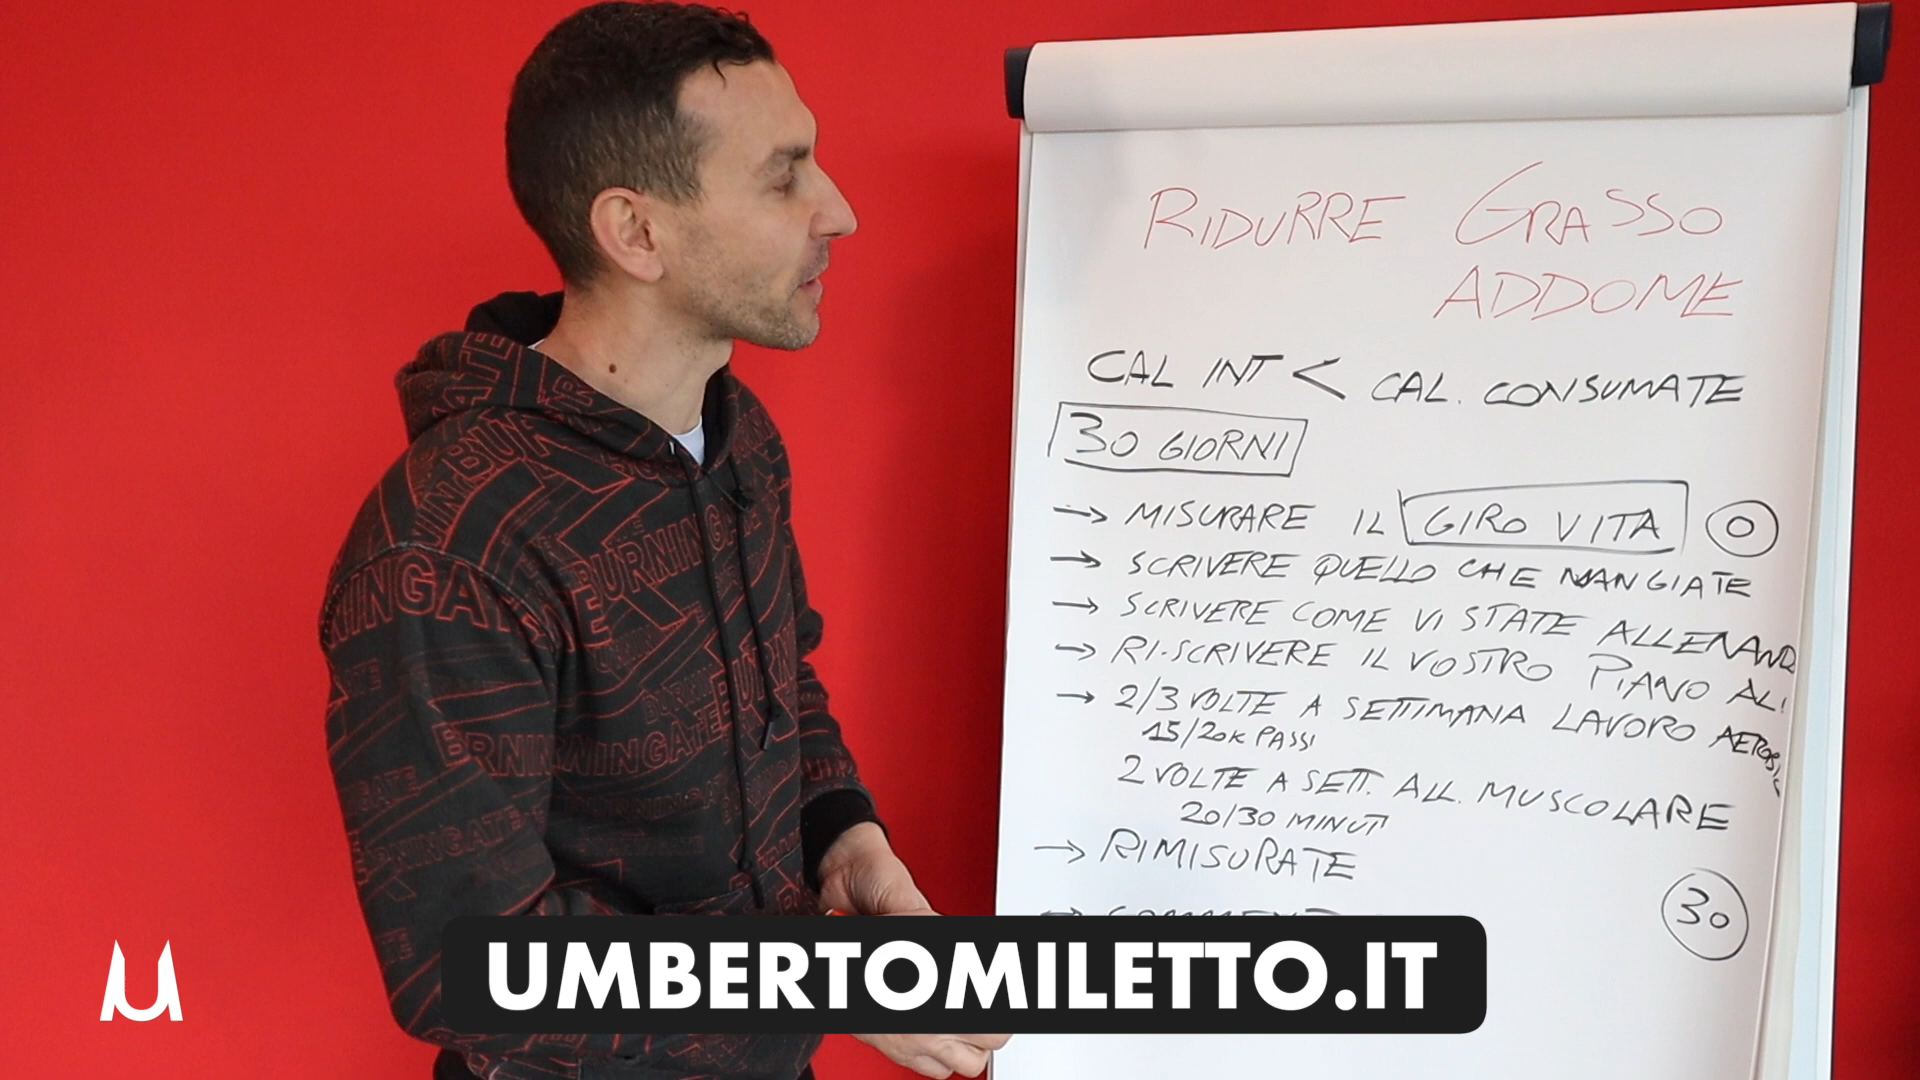 RIDURRE GRASSO
ADDOME
CAL INT < CAL. CONSUMATE
30 GIORNI
→ MISURARE IL GIRO VITA 0
→ SCRIVERE QUELLO CHE MANGIATE
→ SCRIVERE COME VI STATE ALLENANDO
→ RI-SCRIVERE IL VOSTRO PIANO AL.
→ 2/3 VOLTE A SETTIMANA LAVORO
15/20K PASSI
2 VOLTE A SETT. ALL. MUSCOLARE
20/30 MINUTI
→ RIMISURATE
30
UMBERTOMILETTO.IT
BURNINGATE